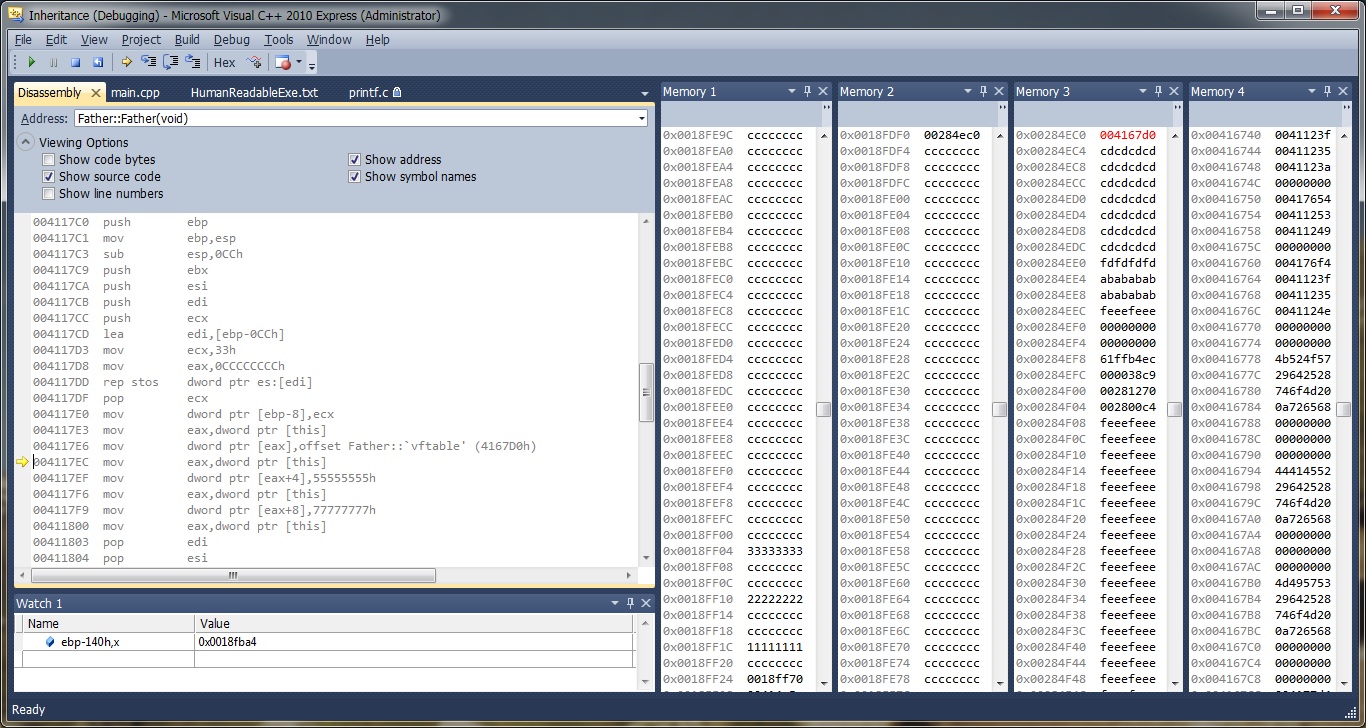 Inheritance (Debugging) - Microsoft Visual C++ 2010 Express (Administrator)
File Edit View Project Build Debug Tools Window Help
Hex
Disassembly main.cpp HumanReadableExe.txt printf.c
Address: Father::Father(void)
Viewing Options
Show code bytes Show address
Show source code Show symbol names
Show line numbers
004117C0 push ebp
004117C1 mov ebp,esp
004117C3 sub esp,0CCh
004117C9 push ebx
004117CA push esi
004117CB push edi
004117CC push ecx
004117CD lea edi,[ebp-0CCh]
004117D3 mov ecx,33h
004117D8 mov eax,0CCCCCCCCh
004117DD rep stos dword ptr es:[edi]
004117DF pop ecx
004117E0 mov dword ptr [ebp-8],ecx
004117E3 mov eax,dword ptr [this]
004117E6 mov dword ptr [eax],offset Father::`vftable' (4167D0h)
004117EC mov eax,dword ptr [this]
004117EF mov dword ptr [eax+4],55555555h
004117F6 mov eax,dword ptr [this]
004117F9 mov dword ptr [eax+8],77777777h
00411800 mov eax,dword ptr [this]
00411803 pop edi
00411804 pop esi
Watch 1
Name Value
ebp-140h,x 0x0018fba4
Memory 1
0x0018FE9C cccccccc
0x0018FEA0 cccccccc
0x0018FEA4 cccccccc
0x0018FEA8 cccccccc
0x0018FEAC cccccccc
0x0018FEB0 cccccccc
0x0018FEB4 cccccccc
0x0018FEB8 cccccccc
0x0018FEBC cccccccc
0x0018FEC0 cccccccc
0x0018FEC4 cccccccc
0x0018FEC8 cccccccc
0x0018FECC cccccccc
0x0018FED0 cccccccc
0x0018FED4 cccccccc
0x0018FED8 cccccccc
0x0018FEDC cccccccc
0x0018FEE0 cccccccc
0x0018FEE4 cccccccc
0x0018FEE8 cccccccc
0x0018FEEC cccccccc
0x0018FEF0 cccccccc
0x0018FEF4 cccccccc
0x0018FEF8 cccccccc
0x0018FEFC cccccccc
0x0018FF00 cccccccc
0x0018FF04 33333333
0x0018FF08 cccccccc
0x0018FF0C cccccccc
0x0018FF10 22222222
0x0018FF14 cccccccc
0x0018FF18 cccccccc
0x0018FF1C 11111111
0x0018FF20 cccccccc
0x0018FF24 0018ff70
Memory 2
0x0018FDF0 00284ec0
0x0018FDF4 cccccccc
0x0018FDF8 cccccccc
0x0018FDFC cccccccc
0x0018FE00 cccccccc
0x0018FE04 cccccccc
0x0018FE08 cccccccc
0x0018FE0C cccccccc
0x0018FE10 cccccccc
0x0018FE14 cccccccc
0x0018FE18 cccccccc
0x0018FE1C cccccccc
0x0018FE20 cccccccc
0x0018FE24 cccccccc
0x0018FE28 cccccccc
0x0018FE2C cccccccc
0x0018FE30 cccccccc
0x0018FE34 cccccccc
0x0018FE38 cccccccc
0x0018FE3C cccccccc
0x0018FE40 cccccccc
0x0018FE44 cccccccc
0x0018FE48 cccccccc
0x0018FE4C cccccccc
0x0018FE50 cccccccc
0x0018FE54 cccccccc
0x0018FE58 cccccccc
0x0018FE5C cccccccc
0x0018FE60 cccccccc
0x0018FE64 cccccccc
0x0018FE68 cccccccc
0x0018FE6C cccccccc
0x0018FE70 cccccccc
0x0018FE74 cccccccc
0x0018FE78 cccccccc
Memory 3
0x00284EC0 004167d0
0x00284EC4 cdcdcdcd
0x00284EC8 cdcdcdcd
0x00284ECC cdcdcdcd
0x00284ED0 cdcdcdcd
0x00284ED4 cdcdcdcd
0x00284ED8 cdcdcdcd
0x00284EDC cdcdcdcd
0x00284EE0 fdfdfdfd
0x00284EE4 abababab
0x00284EE8 abababab
0x00284EEC feeefeee
0x00284EF0 00000000
0x00284EF4 00000000
0x00284EF8 61ffb4ec
0x00284EFC 000038c9
0x00284F00 00281270
0x00284F04 002800c4
0x00284F08 feeefeee
0x00284F0C feeefeee
0x00284F10 feeefeee
0x00284F14 feeefeee
0x00284F18 feeefeee
0x00284F1C feeefeee
0x00284F20 feeefeee
0x00284F24 feeefeee
0x00284F28 feeefeee
0x00284F2C feeefeee
0x00284F30 feeefeee
0x00284F34 feeefeee
0x00284F38 feeefeee
0x00284F3C feeefeee
0x00284F40 feeefeee
0x00284F44 feeefeee
0x00284F48 feeefeee
Memory 4
0x00416740 0041123f
0x00416744 00411235
0x00416748 0041123a
0x0041674C 00000000
0x00416750 00417654
0x00416754 00411253
0x00416758 00411249
0x0041675C 00000000
0x00416760 004176f4
0x00416764 0041123f
0x00416768 00411235
0x0041676C 0041124e
0x00416770 00000000
0x00416774 00000000
0x00416778 4b524f57
0x0041677C 29642528
0x00416780 746f4d20
0x00416784 0a726568
0x00416788 00000000
0x0041678C 00000000
0x00416790 00000000
0x00416794 44414552
0x00416798 29642528
0x0041679C 746f4d20
0x004167A0 0a726568
0x004167A4 00000000
0x004167A8 00000000
0x004167AC 00000000
0x004167B0 4d495753
0x004167B4 29642528
0x004167B8 746f4d20
0x004167BC 0a726568
0x004167C0 00000000
0x004167C4 00000000
0x004167C8 00000000
Ready